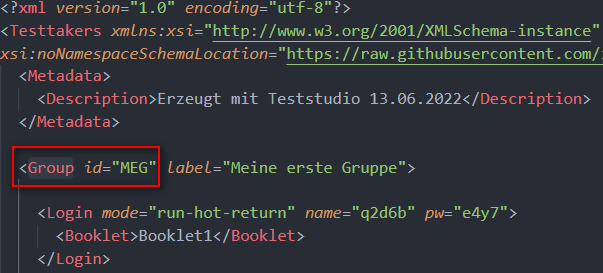 <?xml version="1.0" encoding="utf-8"?>
<Testtakers xmlns:xsi="http://www.w3.org/2001/XMLSchema-instance"
xsi:noNamespaceSchemaLocation="https://raw.githubusercontent.com/
<Metadata>
<Description>Erzeugt mit Teststudio 13.06.2022</Description>
</Metadata>
<Group id="MEG" label="Meine erste Gruppe">
<Login mode="run-hot-return" name="q2d6b" pw="e4y7">
<Booklet>Booklet1</Booklet>
</Login>